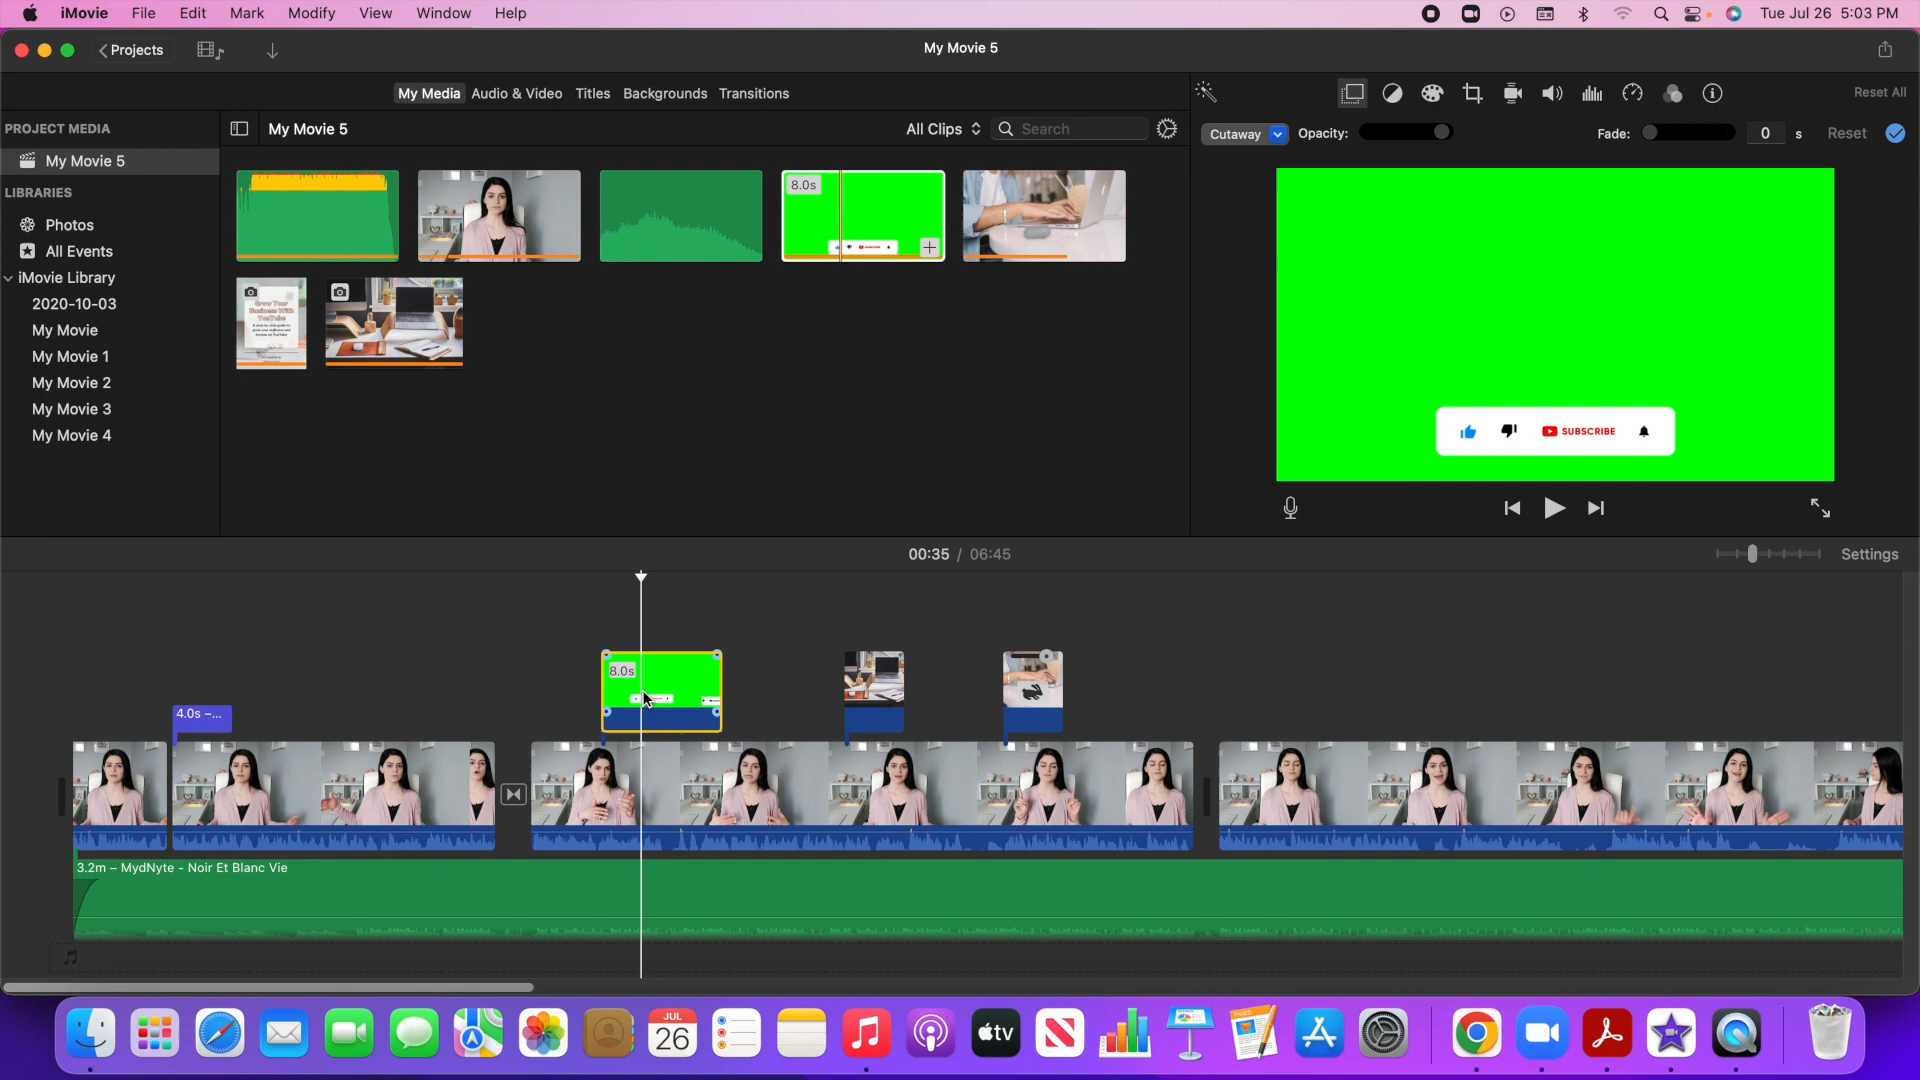 iMovie File Edit Mark Modify View Window Help Tue Jul 26 5:03 PM
Projects My Movie 5
My Media Audio & Video Titles Backgrounds Transitions Reset All
PROJECT MEDIA My Movie 5 All Clips Search Cutaway Opacity: Fade: 0 s Reset
My Movie 5
LIBRARIES
Photos
All Events
iMovie Library
2020-10-03
My Movie
My Movie 1
My Movie 2
My Movie 3
My Movie 4
8.0s
Grow Your
Business With
YouTube
SUBSCRIBE
00:35 / 06:45 Settings
8.0s
4.0s –...
3.2m – MydNyte - Noir Et Blanc Vie
JUL
26
tv
PAGES